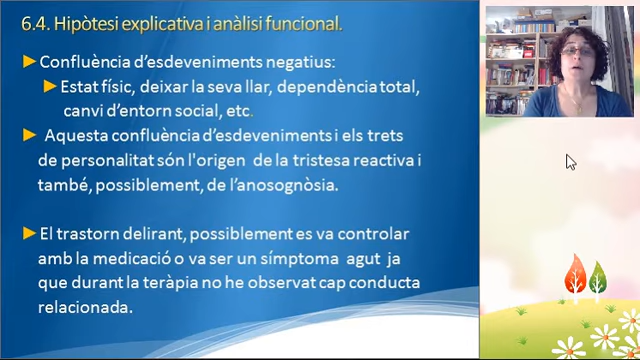 6.4. Hipòtesi explicativa i anàlisi funcional.
Confluència d'esdeveniments negatius:
Estat físic, deixar la seva llar, dependència total,
canvi d'entorn social, etc.
Aquesta confluència d'esdeveniments i els trets
de personalitat són l'origen de la tristesa reactiva i
també, possiblement, de l'anosognòsia.
El trastorn delirant, possiblement es va controlar
amb la medicació o va ser un símptoma agut ja
que durant la teràpia no he observat cap conducta
relacionada.